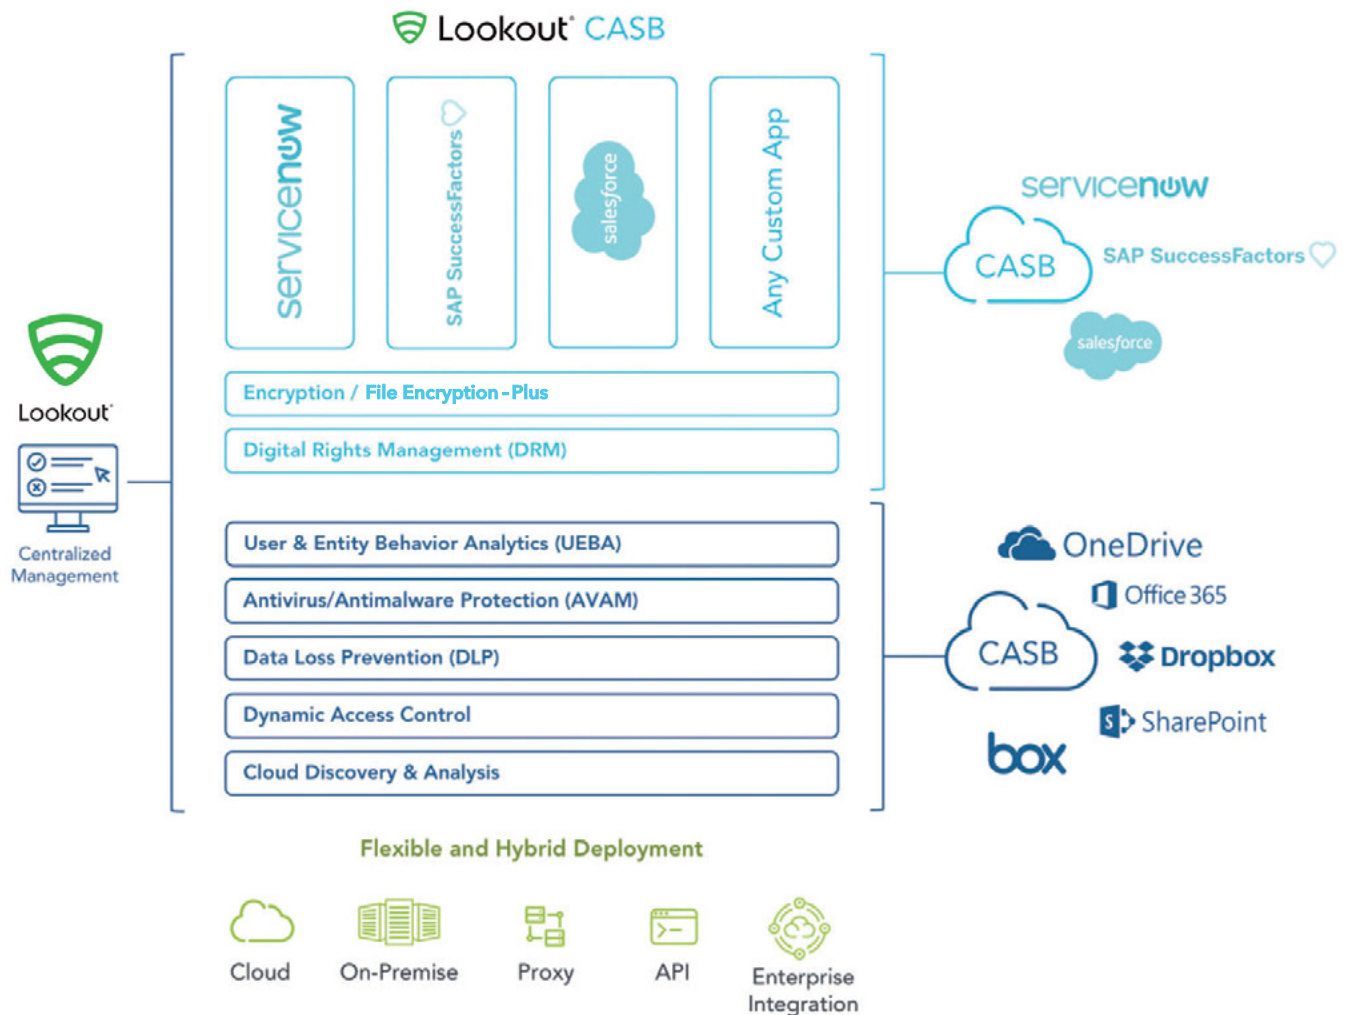 Lookout CASB
servicenow
SAP SuccessFactors
salesforce
Any Custom App
Encryption / File Encryption-Plus
Digital Rights Management (DRM)
User & Entity Behavior Analytics (UEBA)
Antivirus/Antimalware Protection (AVAM)
Data Loss Prevention (DLP)
Dynamic Access Control
Cloud Discovery & Analysis
Lookout
Centralized
Management
servicenow
CASB
SAP SuccessFactors
salesforce
OneDrive
Office 365
CASB
Dropbox
SharePoint
box
Flexible and Hybrid Deployment
Cloud
On-Premise
Proxy
API
Enterprise
Integration